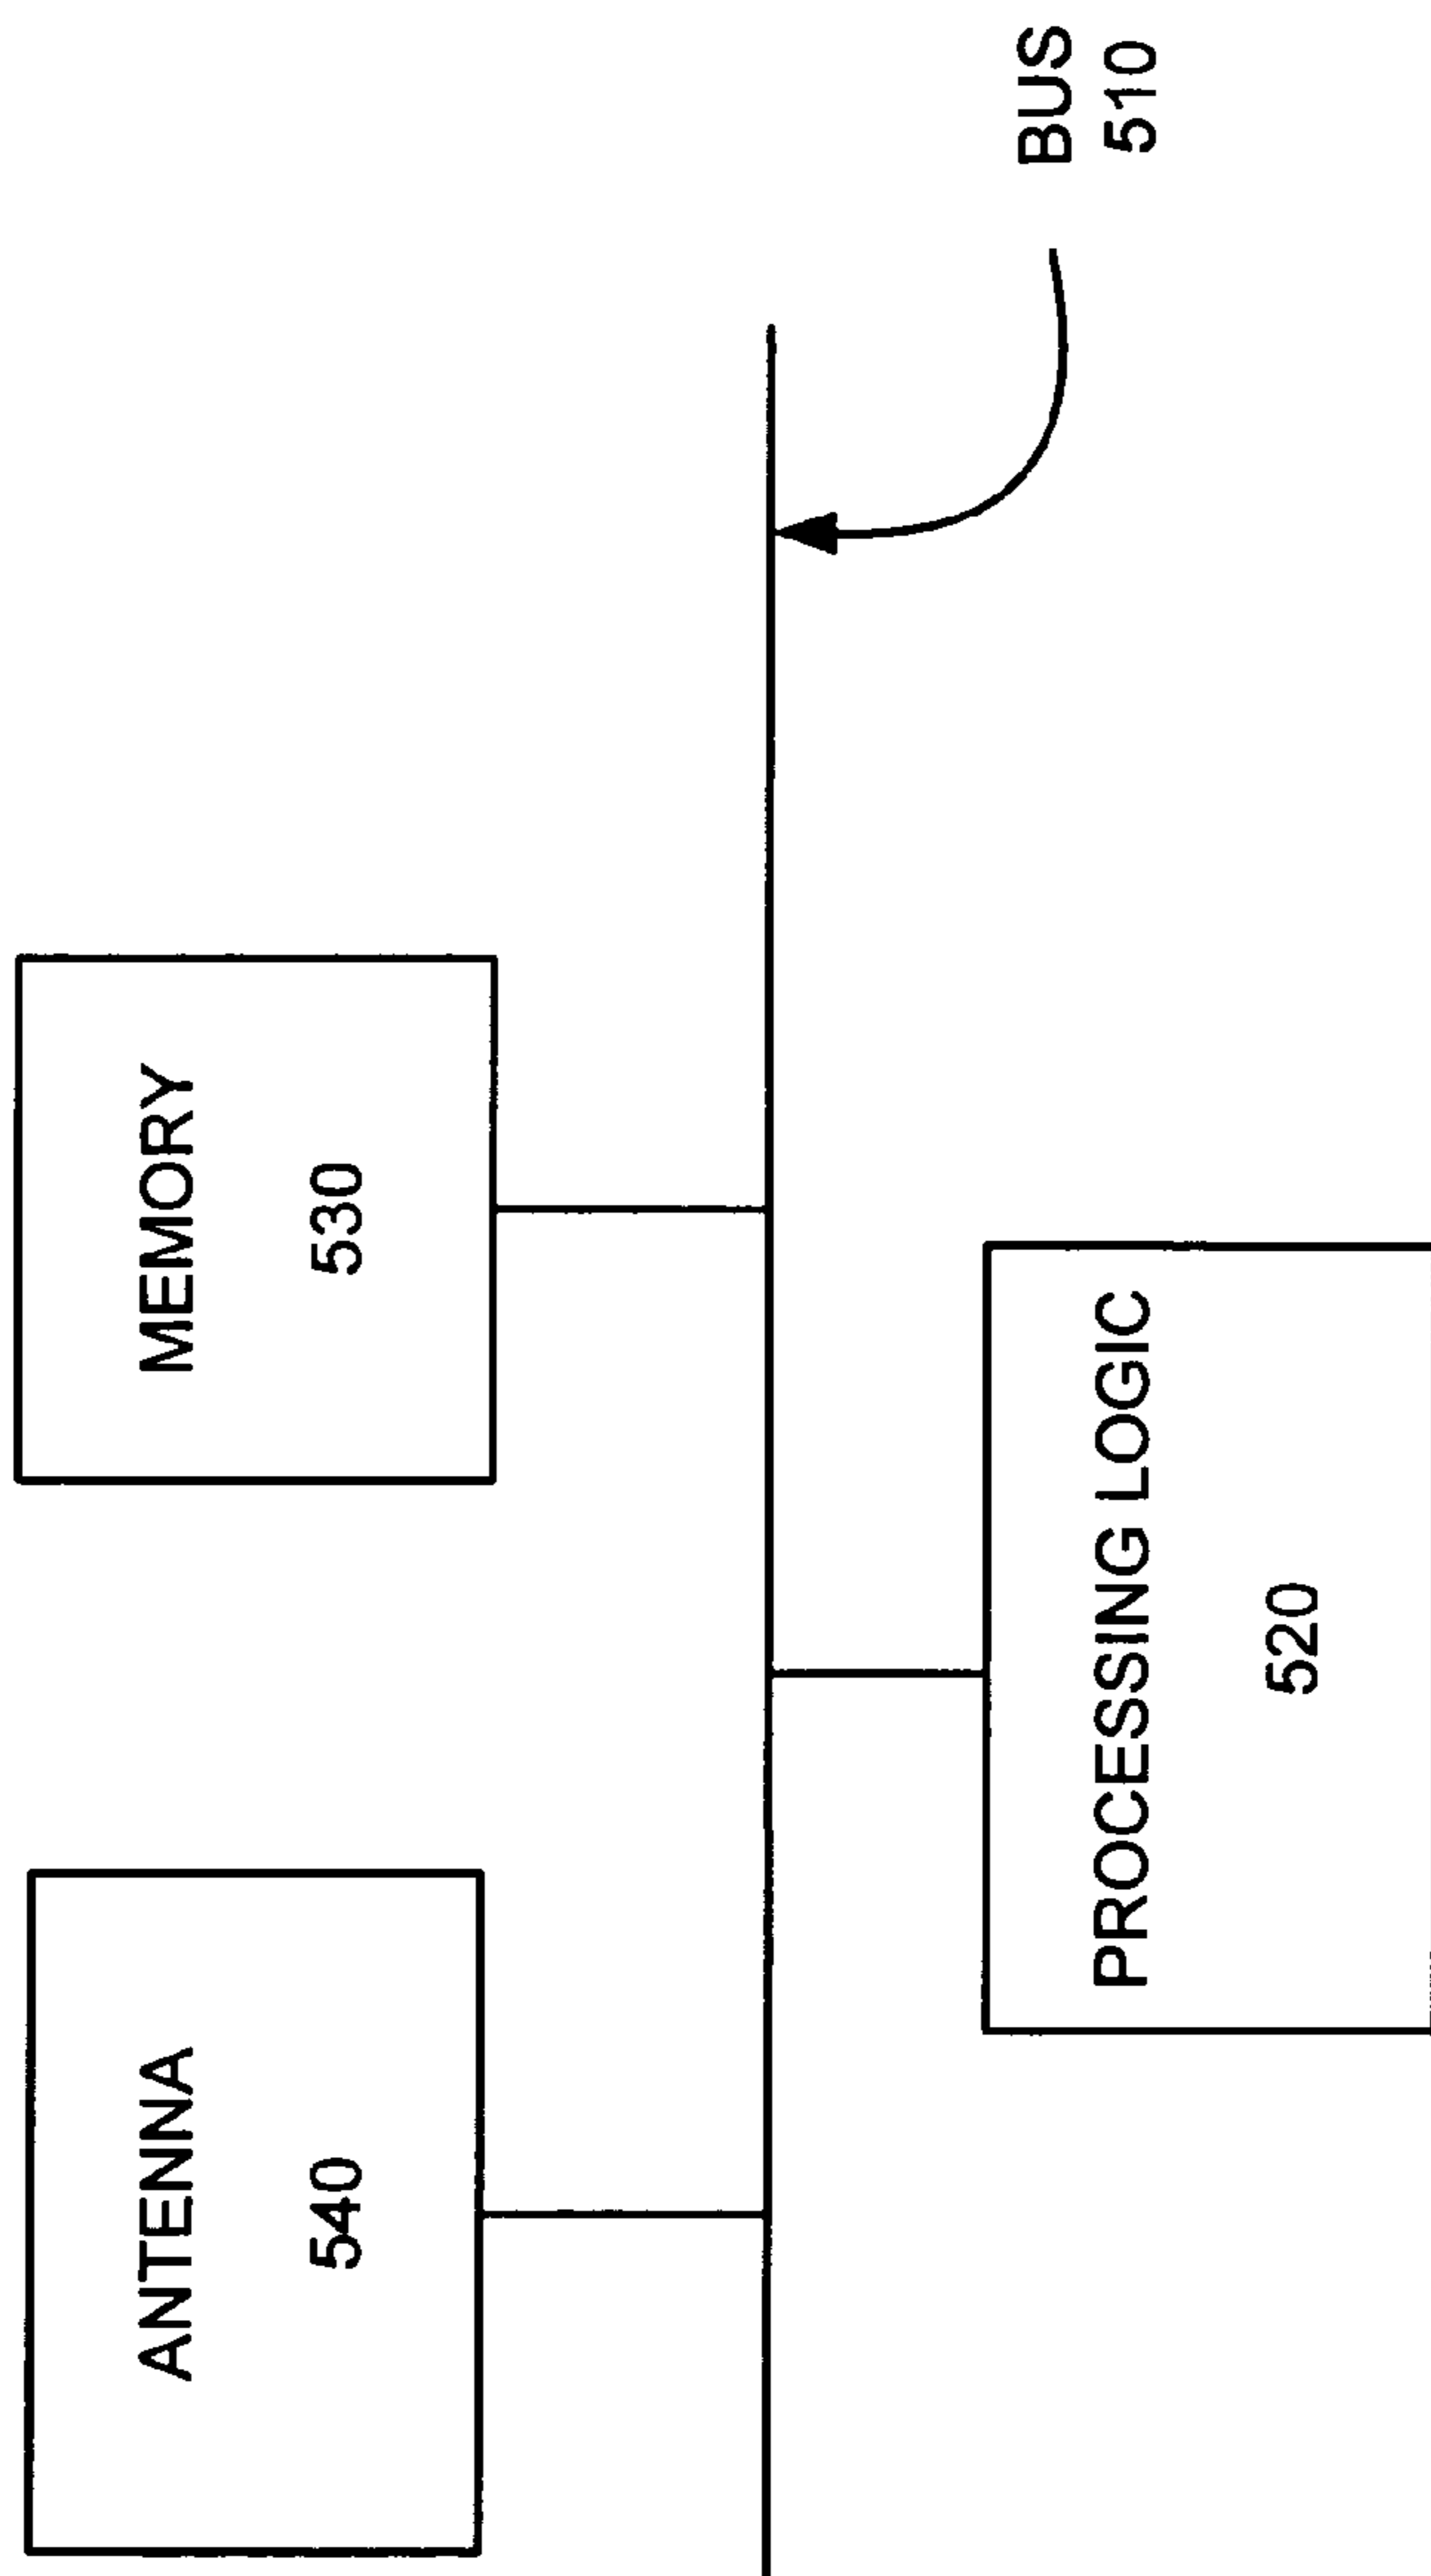 ANTENNA
540
MEMORY
530
BUS
510
PROCESSING LOGIC
520